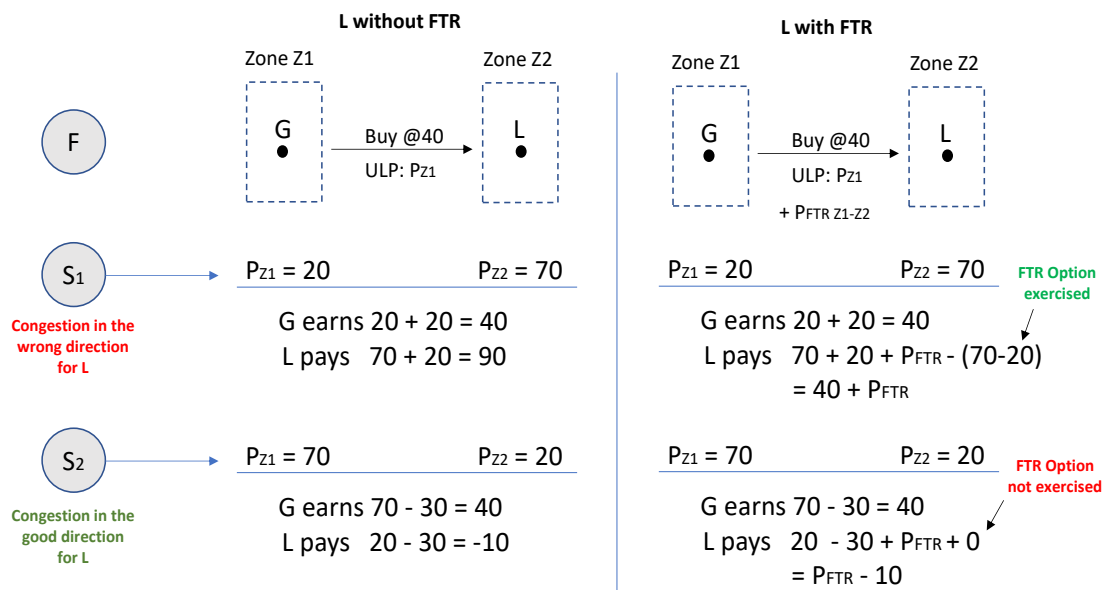 L without FTR
L with FTR
Zone Z1
Zone Z2
Zone Z1
Zone Z2
F
G
Buy @40
L
ULP: PZ1
G
Buy @40
L
ULP: PZ1
+ PFTR Z1-Z2
S1
PZ1 = 20
PZ2 = 70
PZ1 = 20
PZ2 = 70
FTR Option
exercised
Congestion in the
wrong direction
for L
G earns 20 + 20 = 40
L pays 70 + 20 = 90
G earns 20 + 20 = 40
L pays 70 + 20 + PFTR - (70-20)
= 40 + PFTR
S2
PZ1 = 70
PZ2 = 20
PZ1 = 70
PZ2 = 20
FTR Option
not exercised
Congestion in the
good direction
for L
G earns 70 - 30 = 40
L pays 20 - 30 = -10
G earns 70 - 30 = 40
L pays 20 - 30 + PFTR + 0
= PFTR - 10